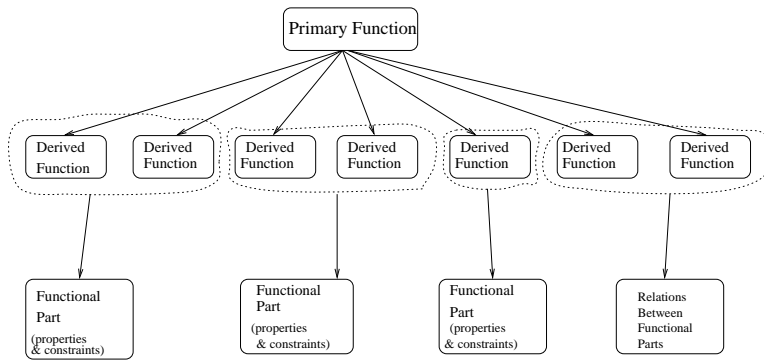 Primary Function
Derived
Function
Derived
Function
Derived
Function
Derived
Function
Derived
Function
Derived
Function
Derived
Function
Functional
Part
(properties
& constraints)
Functional
Part
(properties
& constraints)
Functional
Part
(properties
& constraints)
Relations
Between
Functional
Parts